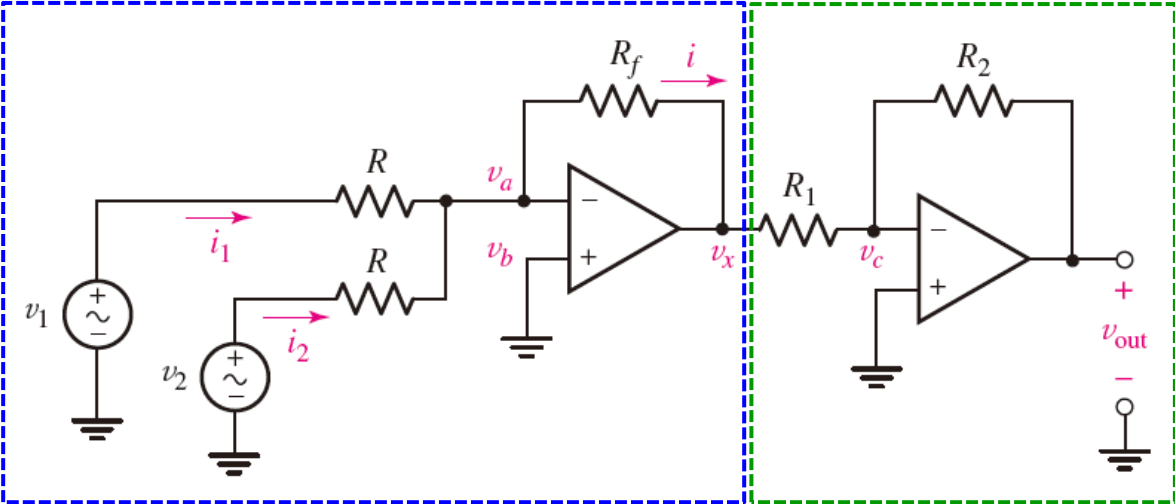 R_f
i
R_2
R
v_a
−
R_1
i_1
v_b
+
v_x
v_c
−
R
+
v_1
+
−
i_2
+
v_out
−
v_2
+
−